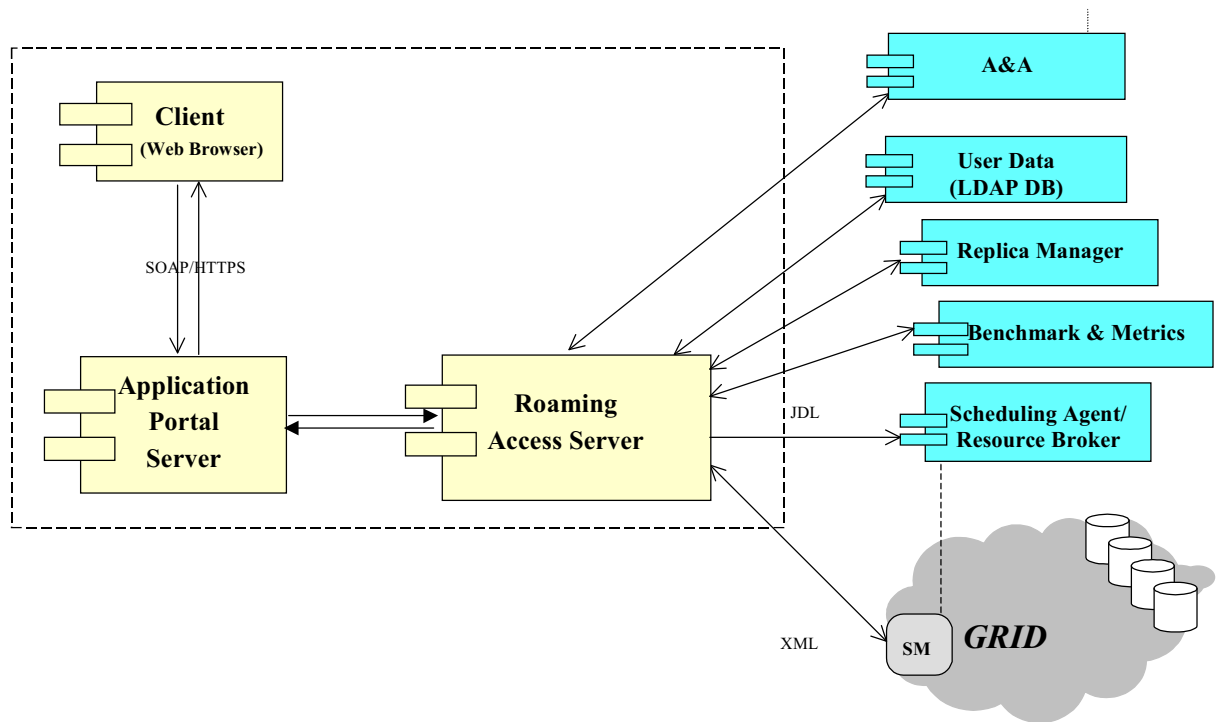 A&A
Client
(Web Browser)
User Data
(LDAP DB)
Replica Manager
SOAP/HTTPS
Benchmark & Metrics
Application
Portal
Server
Roaming
Access Server
JDL
Scheduling Agent/
Resource Broker
XML
SM
GRID